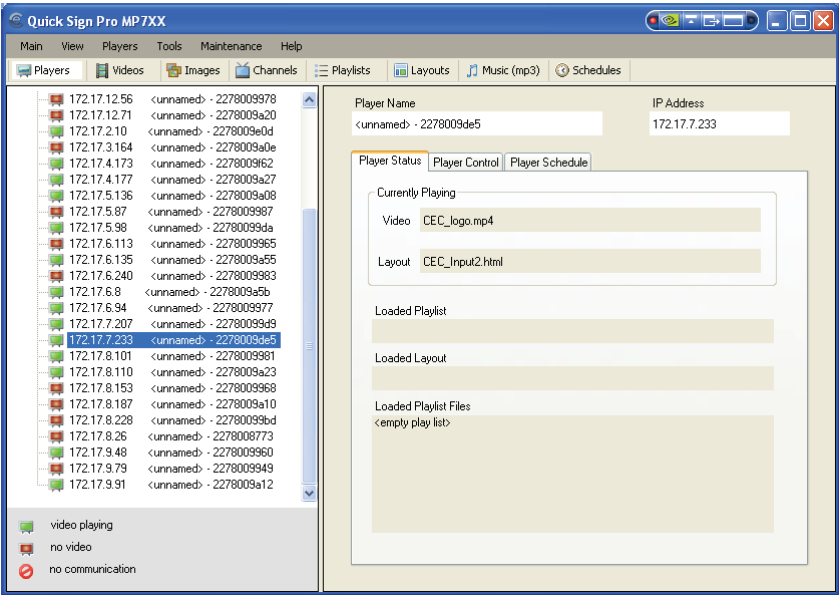 Quick Sign Pro MP7XX
Main View Players Tools Maintenance Help
Players Videos Images Channels Playlists Layouts Music (mp3) Schedules
172.17.12.56 <unnamed> - 2278009978
172.17.12.71 <unnamed> - 2278009a20
172.17.2.10 <unnamed> - 2278009e0d
172.17.3.164 <unnamed> - 2278009a0e
172.17.4.173 <unnamed> - 2278009f62
172.17.4.177 <unnamed> - 2278009a27
172.17.5.136 <unnamed> - 2278009a08
172.17.5.87 <unnamed> - 2278009987
172.17.5.98 <unnamed> - 22780099da
172.17.6.113 <unnamed> - 2278009965
172.17.6.135 <unnamed> - 2278009a55
172.17.6.240 <unnamed> - 2278009983
172.17.6.8 <unnamed> - 2278009a5b
172.17.6.94 <unnamed> - 2278009977
172.17.7.207 <unnamed> - 22780099d9
172.17.7.233 <unnamed> - 2278009de5
172.17.8.101 <unnamed> - 2278009981
172.17.8.110 <unnamed> - 2278009a23
172.17.8.153 <unnamed> - 2278009968
172.17.8.187 <unnamed> - 2278009a10
172.17.8.228 <unnamed> - 22780099bd
172.17.8.26 <unnamed> - 2278008773
172.17.9.48 <unnamed> - 2278009960
172.17.9.79 <unnamed> - 2278009949
172.17.9.91 <unnamed> - 2278009a12
video playing
no video
no communication
Player Name IP Address
<unnamed> - 2278009de5 172.17.7.233
Player Status Player Control Player Schedule
Currently Playing
Video CEC_logo.mp4
Layout CEC_Input2.html
Loaded Playlist
Loaded Layout
Loaded Playlist Files
<empty play list>